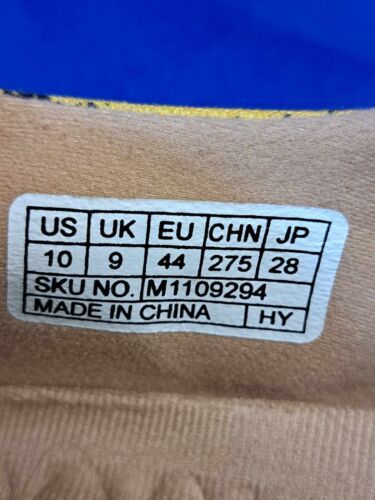 US UK EU CHN JP
10 9 44 275 28
SKU NO. M1109294
MADE IN CHINA HY